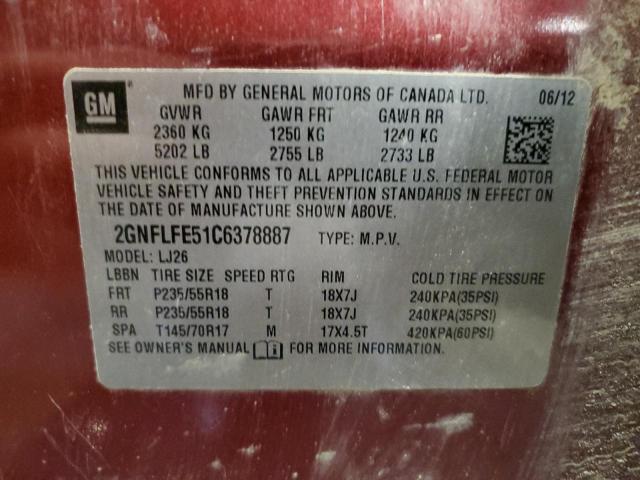 GM
MFD BY GENERAL MOTORS OF CANADA LTD. 06/12
GVWR GAWR FRT GAWR RR
2360 KG 1250 KG 1240 KG
5202 LB 2755 LB 2733 LB
THIS VEHICLE CONFORMS TO ALL APPLICABLE U.S. FEDERAL MOTOR
VEHICLE SAFETY AND THEFT PREVENTION STANDARDS IN EFFECT ON
THE DATE OF MANUFACTURE SHOWN ABOVE.
2GNFLFE51C6378887 TYPE: M.P.V.
MODEL: LJ26
LBBN TIRE SIZE SPEED RTG RIM COLD TIRE PRESSURE
FRT P235/55R18 T 18X7J 240KPA(35PSI)
RR P235/55R18 T 18X7J 240KPA(35PSI)
SPA T145/70R17 M 17X4.5T 420KPA(60PSI)
SEE OWNER'S MANUAL FOR MORE INFORMATION.